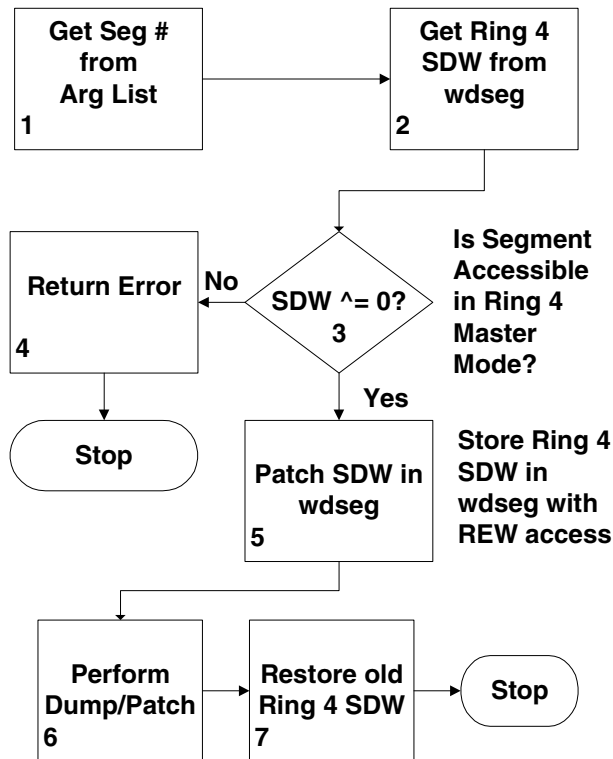 Get Seg #
from
Arg List
1
Get Ring 4
SDW from
wdseg
2
SDW ^= 0?
3
Is Segment
Accessible
in Ring 4
Master
Mode?
No
Return Error
4
Stop
Yes
Patch SDW in
wdseg
5
Store Ring 4
SDW in
wdseg with
REW access
Perform
Dump/Patch
6
Restore old
Ring 4 SDW
7
Stop